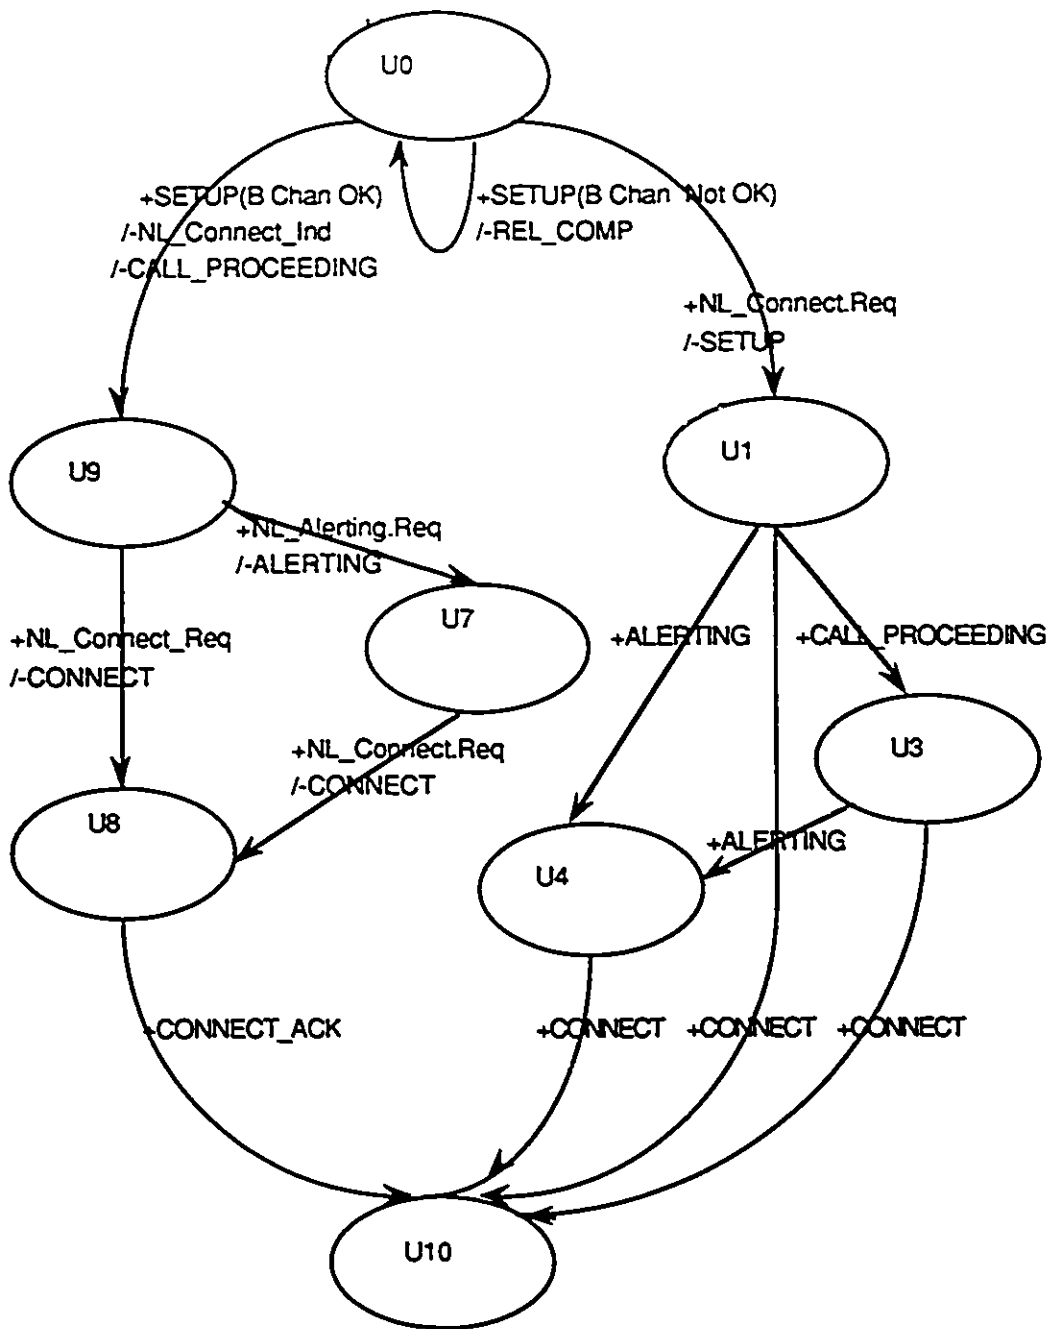 U0
+SETUP(B Chan OK)
/-NL_Connect_Ind
/-CALL_PROCEEDING
+SETUP(B Chan Not OK)
/-REL_COMP
+NL_Connect.Req
/-SETUP
U9
U1
+NL_Alerting.Req
/-ALERTING
U7
+NL_Connect_Req
/-CONNECT
+ALERTING
+CALL_PROCEEDING
+NL_Connect.Req
/-CONNECT
U3
U8
+ALERTING
U4
+CONNECT_ACK
+CONNECT
+CONNECT
+CONNECT
U10